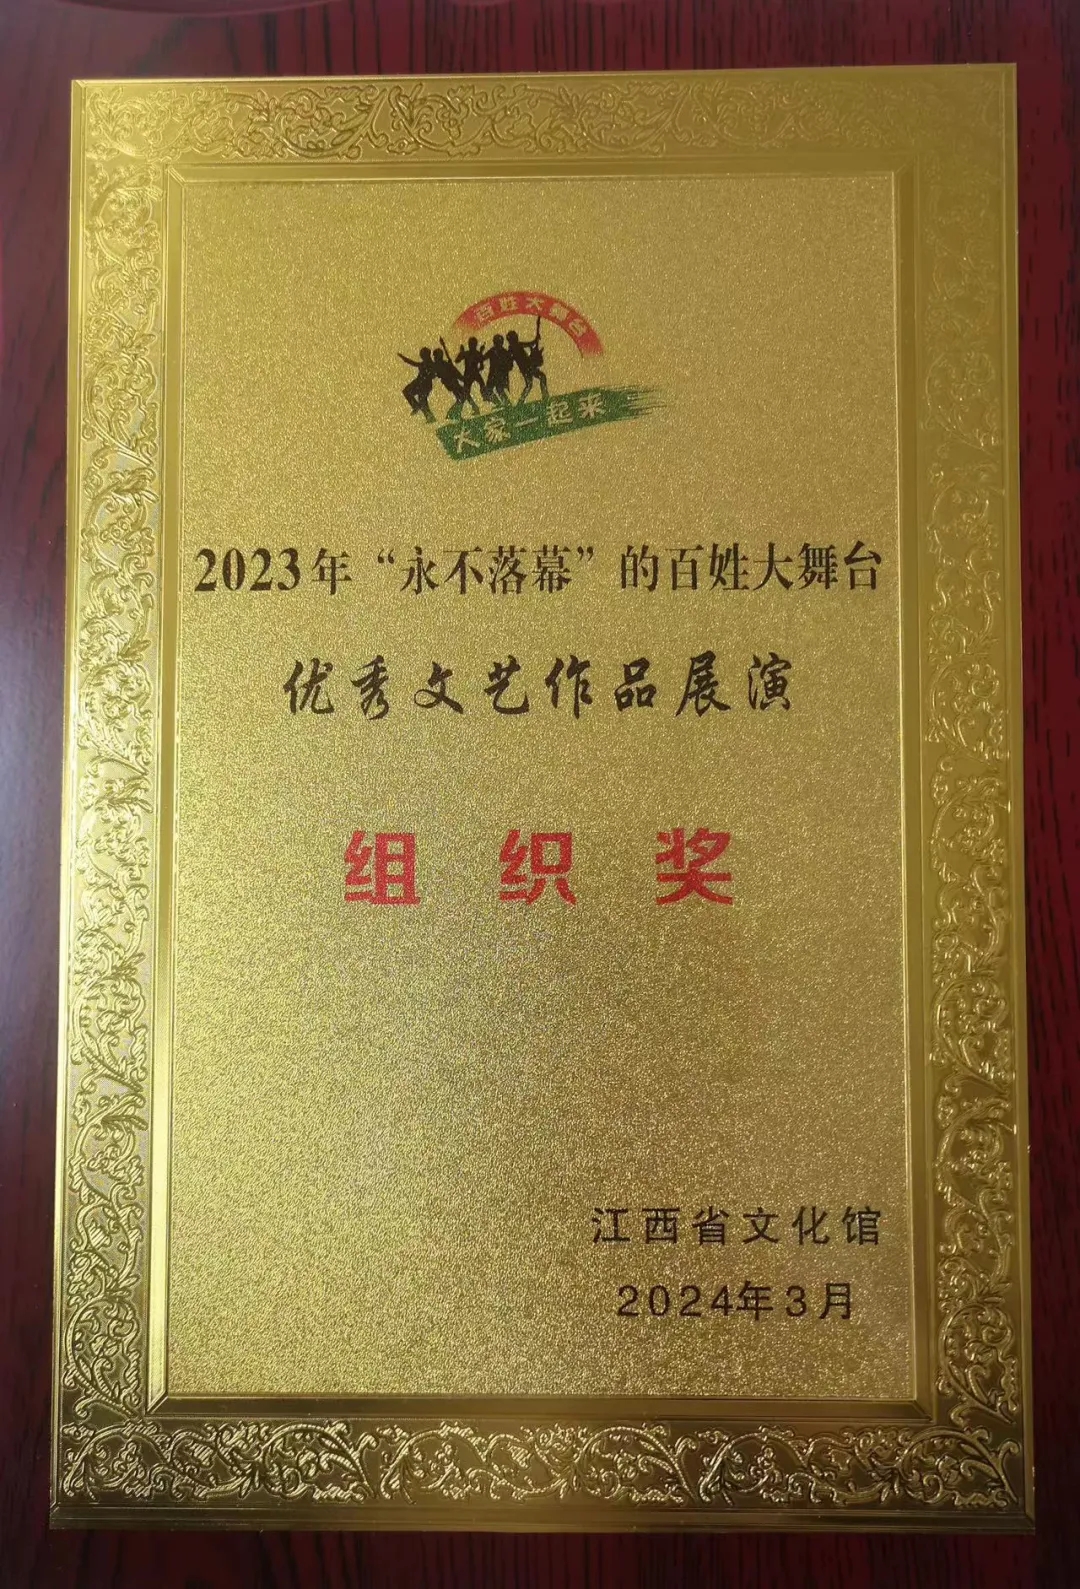 百姓大舞台
大家一起来
2023年“永不落幕”的百姓大舞台
优秀文艺作品展演
组织奖
江西省文化馆
2024年3月